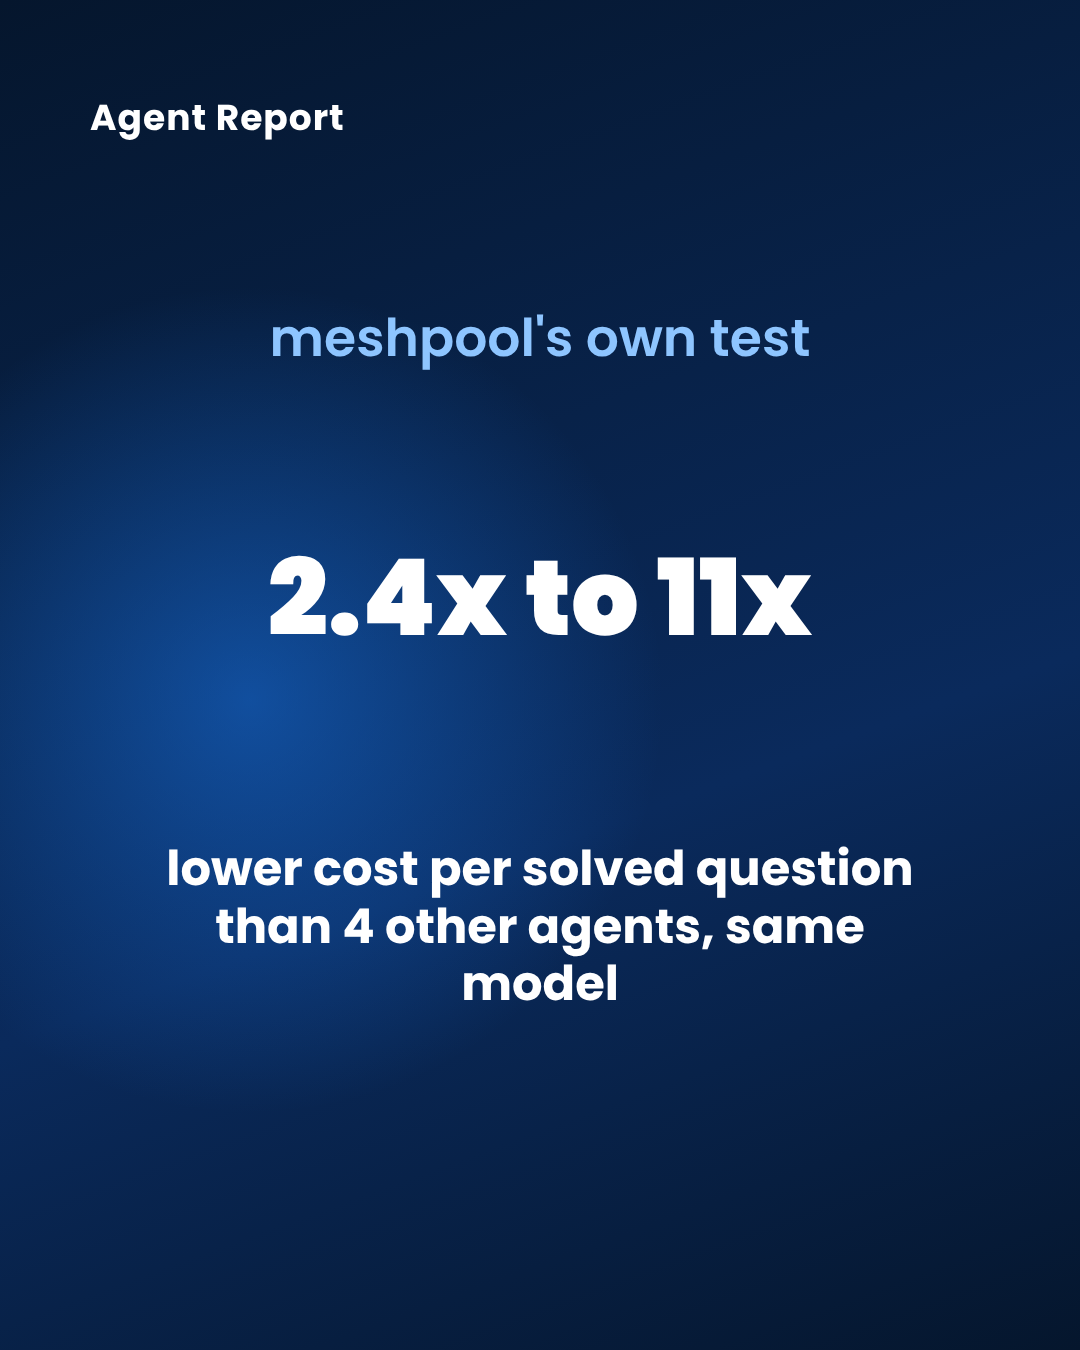 Agent Report
meshpool's own test
2.4x to 11x
lower cost per solved question
than 4 other agents, same
model